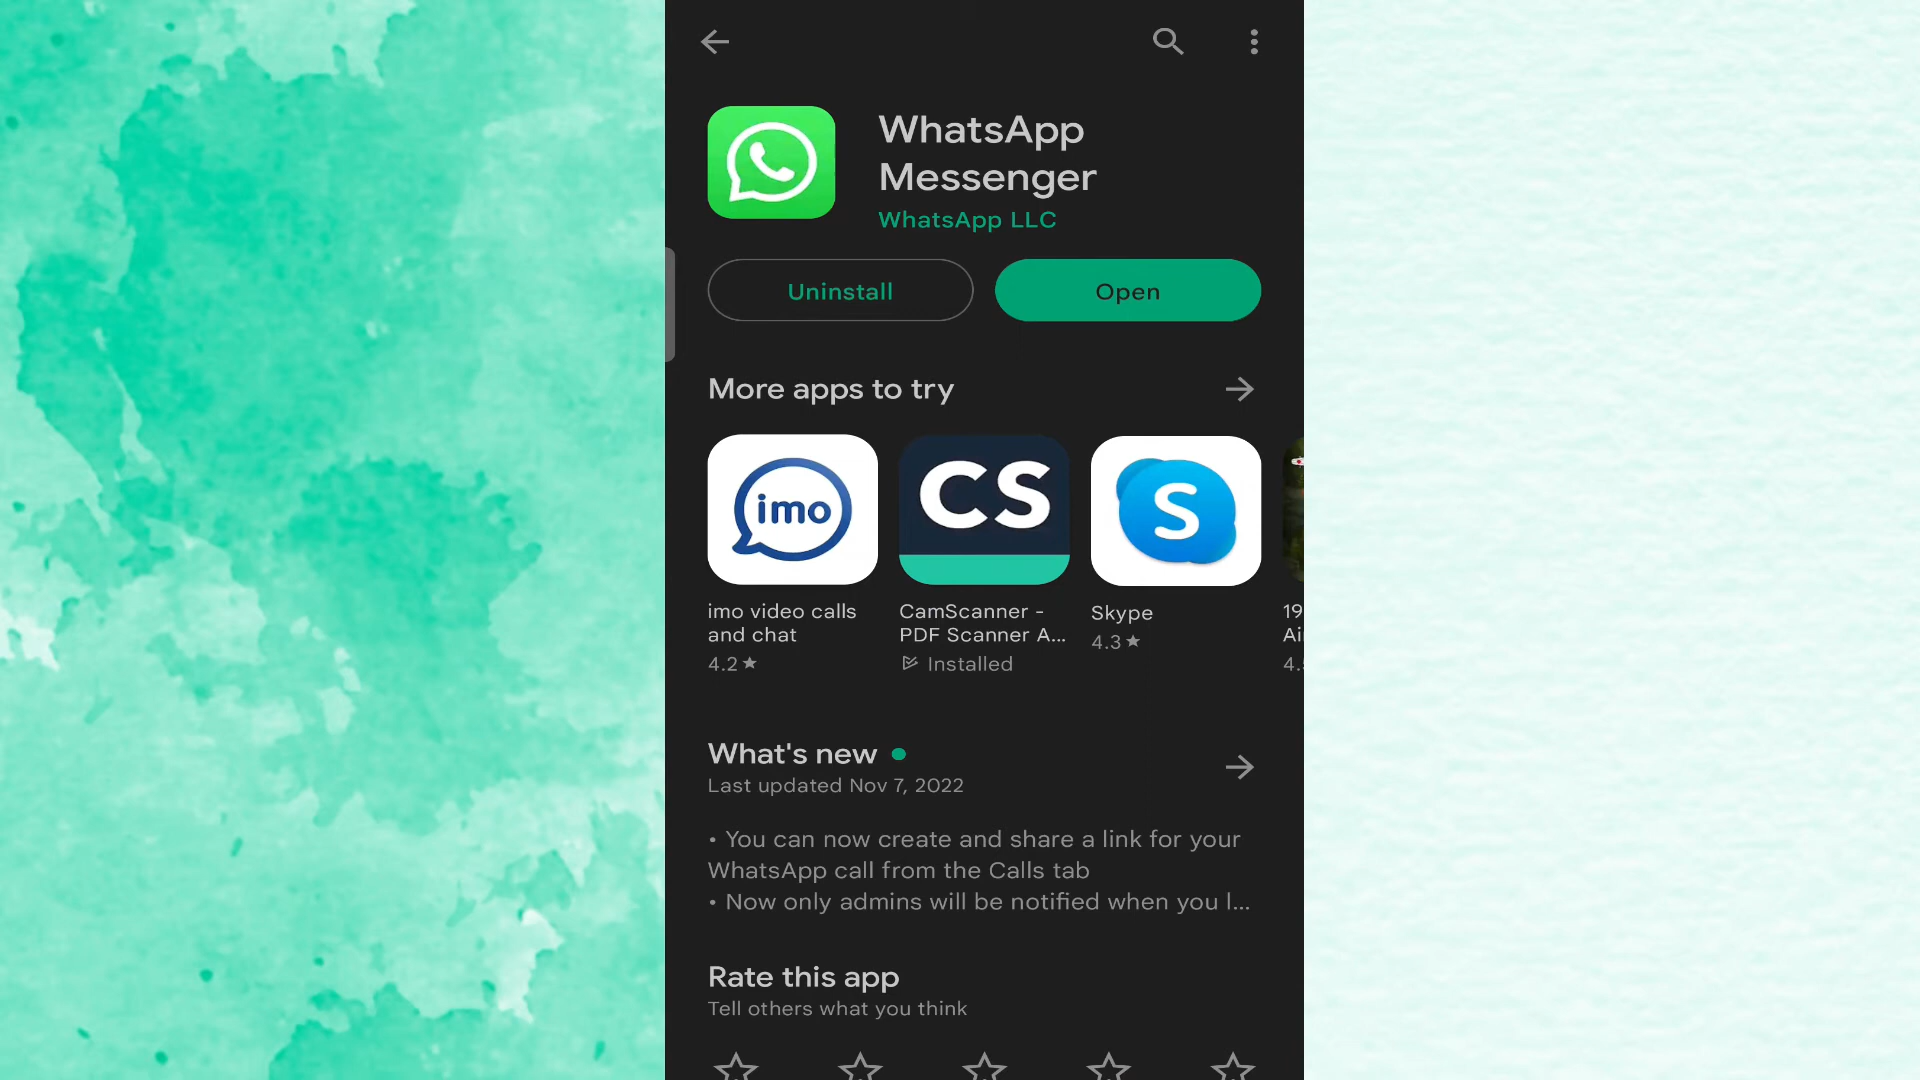 WhatsApp
Messenger
WhatsApp LLC
Uninstall
Open
More apps to try
imo
CS
S
imo video calls
and chat
4.2★
CamScanner -
PDF Scanner A...
Installed
Skype
4.3★
19
Ai
4.
What's new
Last updated Nov 7, 2022
• You can now create and share a link for your
WhatsApp call from the Calls tab
• Now only admins will be notified when you l...
Rate this app
Tell others what you think